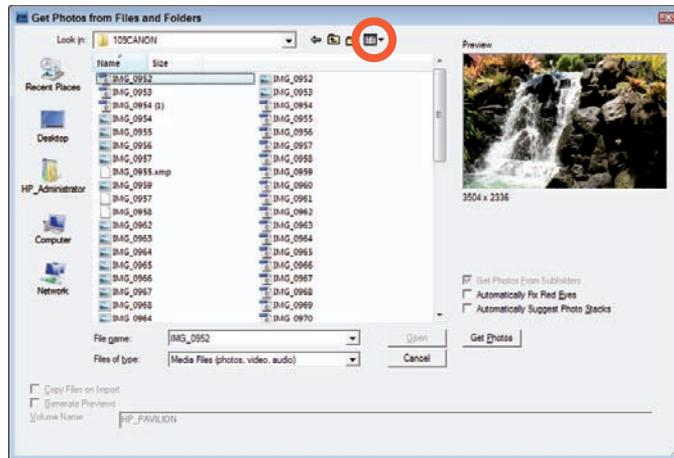 Get Photos from Files and Folders
Look in: 109CANON
Preview
Name Size
Recent Places
Desktop
HP_Administrator
Computer
Network
IMG_0952
IMG_0953
IMG_0954 (1)
IMG_0954
IMG_0955
IMG_0956
IMG_0957
IMG_0955.xmp
IMG_0959
IMG_0957
IMG_0958
IMG_0962
IMG_0963
IMG_0964
IMG_0965
IMG_0966
IMG_0967
IMG_0968
IMG_0964
IMG_0952
IMG_0953
IMG_0954
IMG_0955
IMG_0956
IMG_0957
IMG_0958
IMG_0959
IMG_0960
IMG_0961
IMG_0962
IMG_0963
IMG_0964
IMG_0965
IMG_0966
IMG_0967
IMG_0968
IMG_0969
IMG_0970
3504 x 2336
Get Photos From Subfolders
Automatically Fix Red Eyes
Automatically Suggest Photo Stacks
File name: IMG_0952 Open Get Photos
Files of type: Media Files (photos, video, audio) Cancel
Copy Files on Import
Generate Previews
Volume Name: HP_PAVILION